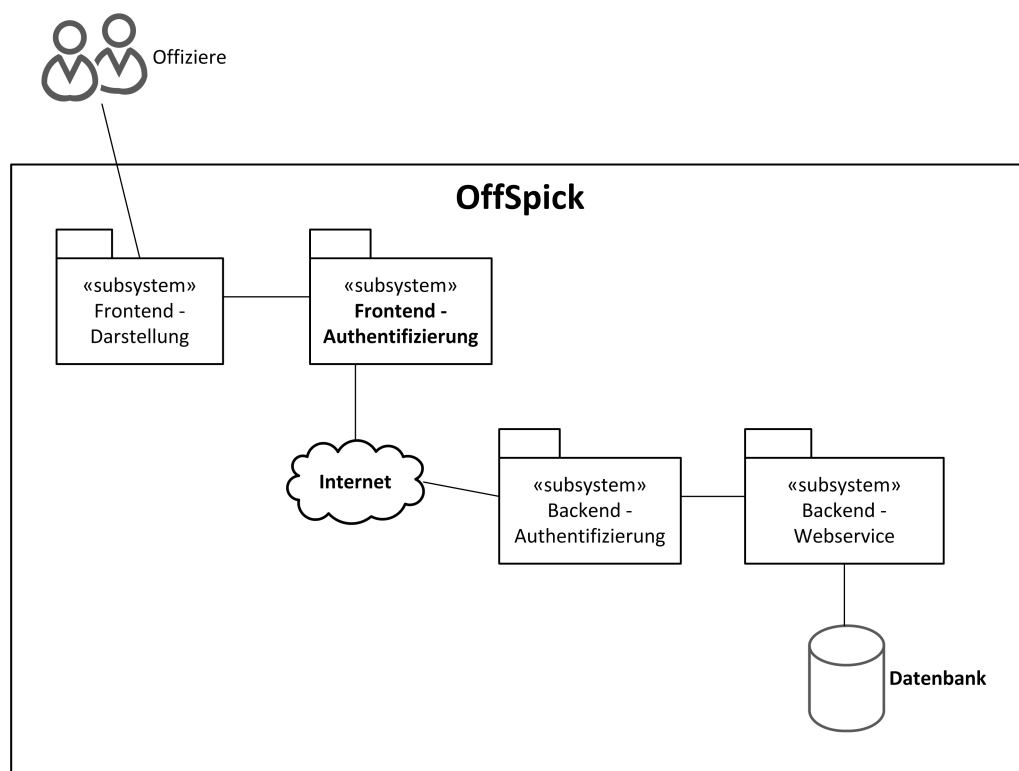 Offiziere
OffSpick
«subsystem»
Frontend -
Darstellung
«subsystem»
Frontend -
Authentifizierung
Internet
«subsystem»
Backend -
Authentifizierung
«subsystem»
Backend -
Webservice
Datenbank